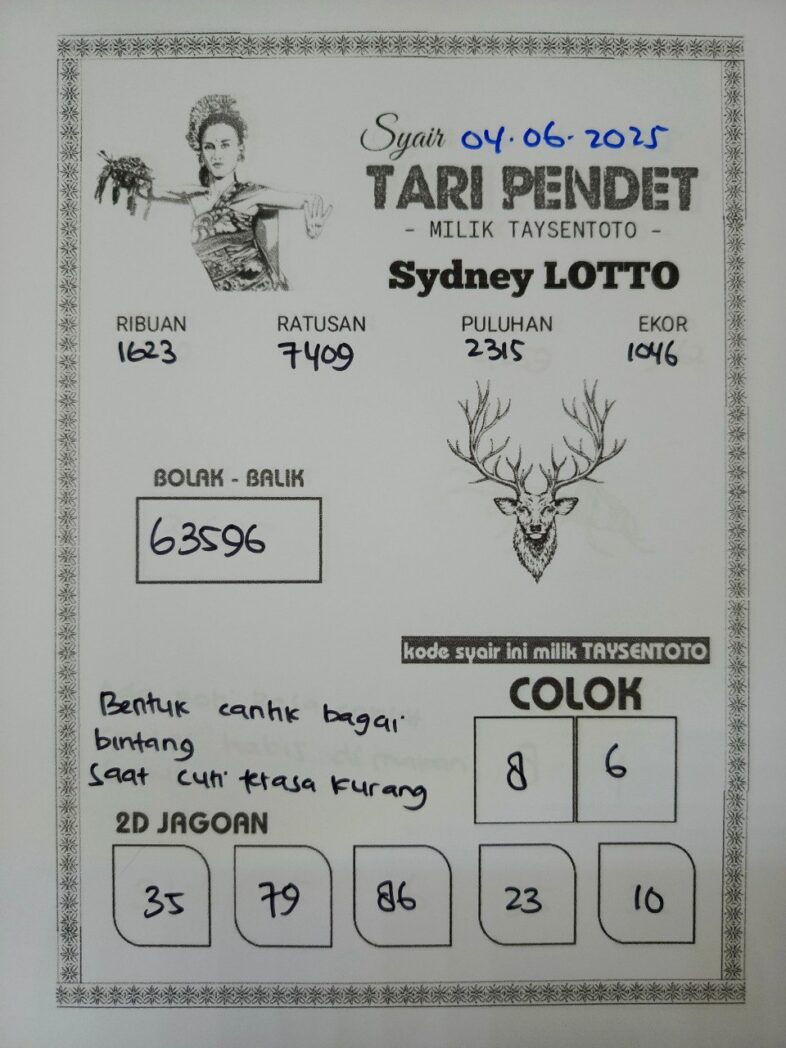 Syair 04.06.2025
TARI PENDET
- MILIK TAYSENTOTO -
Sydney LOTTO
RIBUAN RATUSAN PULUHAN EKOR
1623 7409 2315 1046
BOLAK - BALIK
63596
kode syair ini milik TAYSENTOTO
COLOK
8 6
Bentuk cantik bagai
bintang
saat cuti terasa kurang
2D JAGOAN
35 79 86 23 10